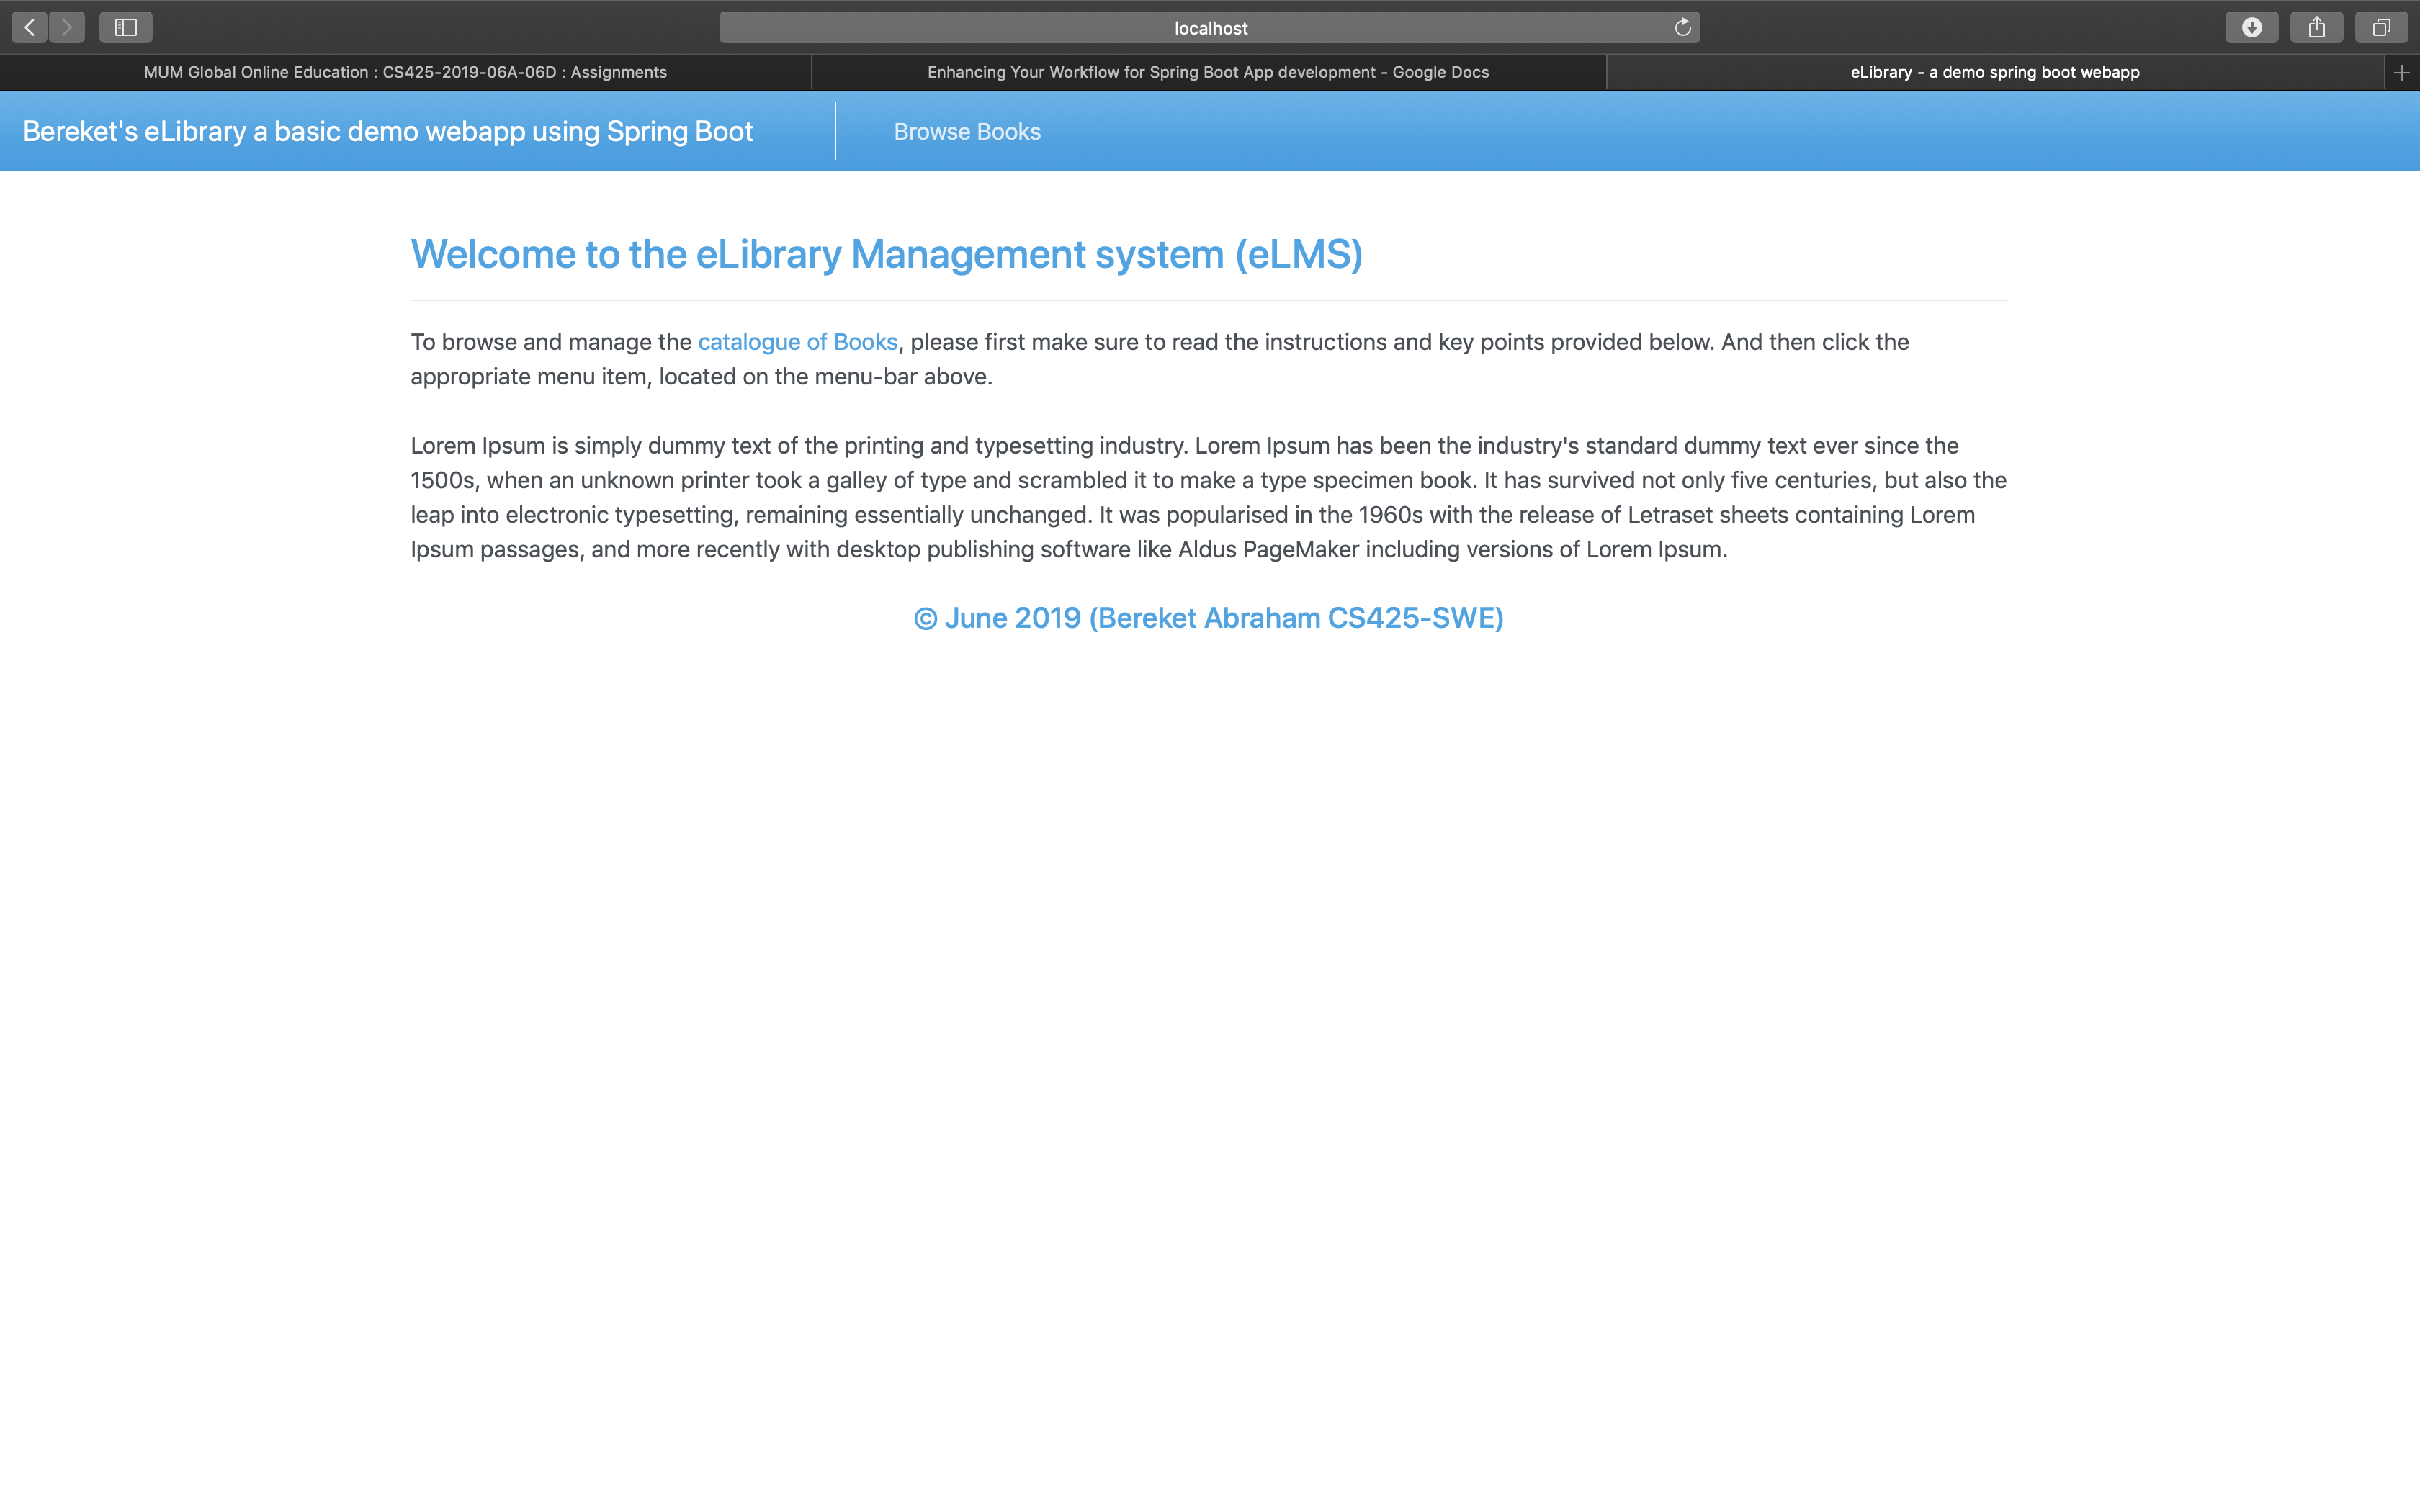 localhost
MUM Global Online Education : CS425-2019-06A-06D : Assignments
Enhancing Your Workflow for Spring Boot App development - Google Docs
eLibrary - a demo spring boot webapp
Bereket's eLibrary a basic demo webapp using Spring Boot
Browse Books
Welcome to the eLibrary Management system (eLMS)
To browse and manage the catalogue of Books, please first make sure to read the instructions and key points provided below. And then click the
appropriate menu item, located on the menu-bar above.
Lorem Ipsum is simply dummy text of the printing and typesetting industry. Lorem Ipsum has been the industry's standard dummy text ever since the
1500s, when an unknown printer took a galley of type and scrambled it to make a type specimen book. It has survived not only five centuries, but also the
leap into electronic typesetting, remaining essentially unchanged. It was popularised in the 1960s with the release of Letraset sheets containing Lorem
Ipsum passages, and more recently with desktop publishing software like Aldus PageMaker including versions of Lorem Ipsum.
© June 2019 (Bereket Abraham CS425-SWE)